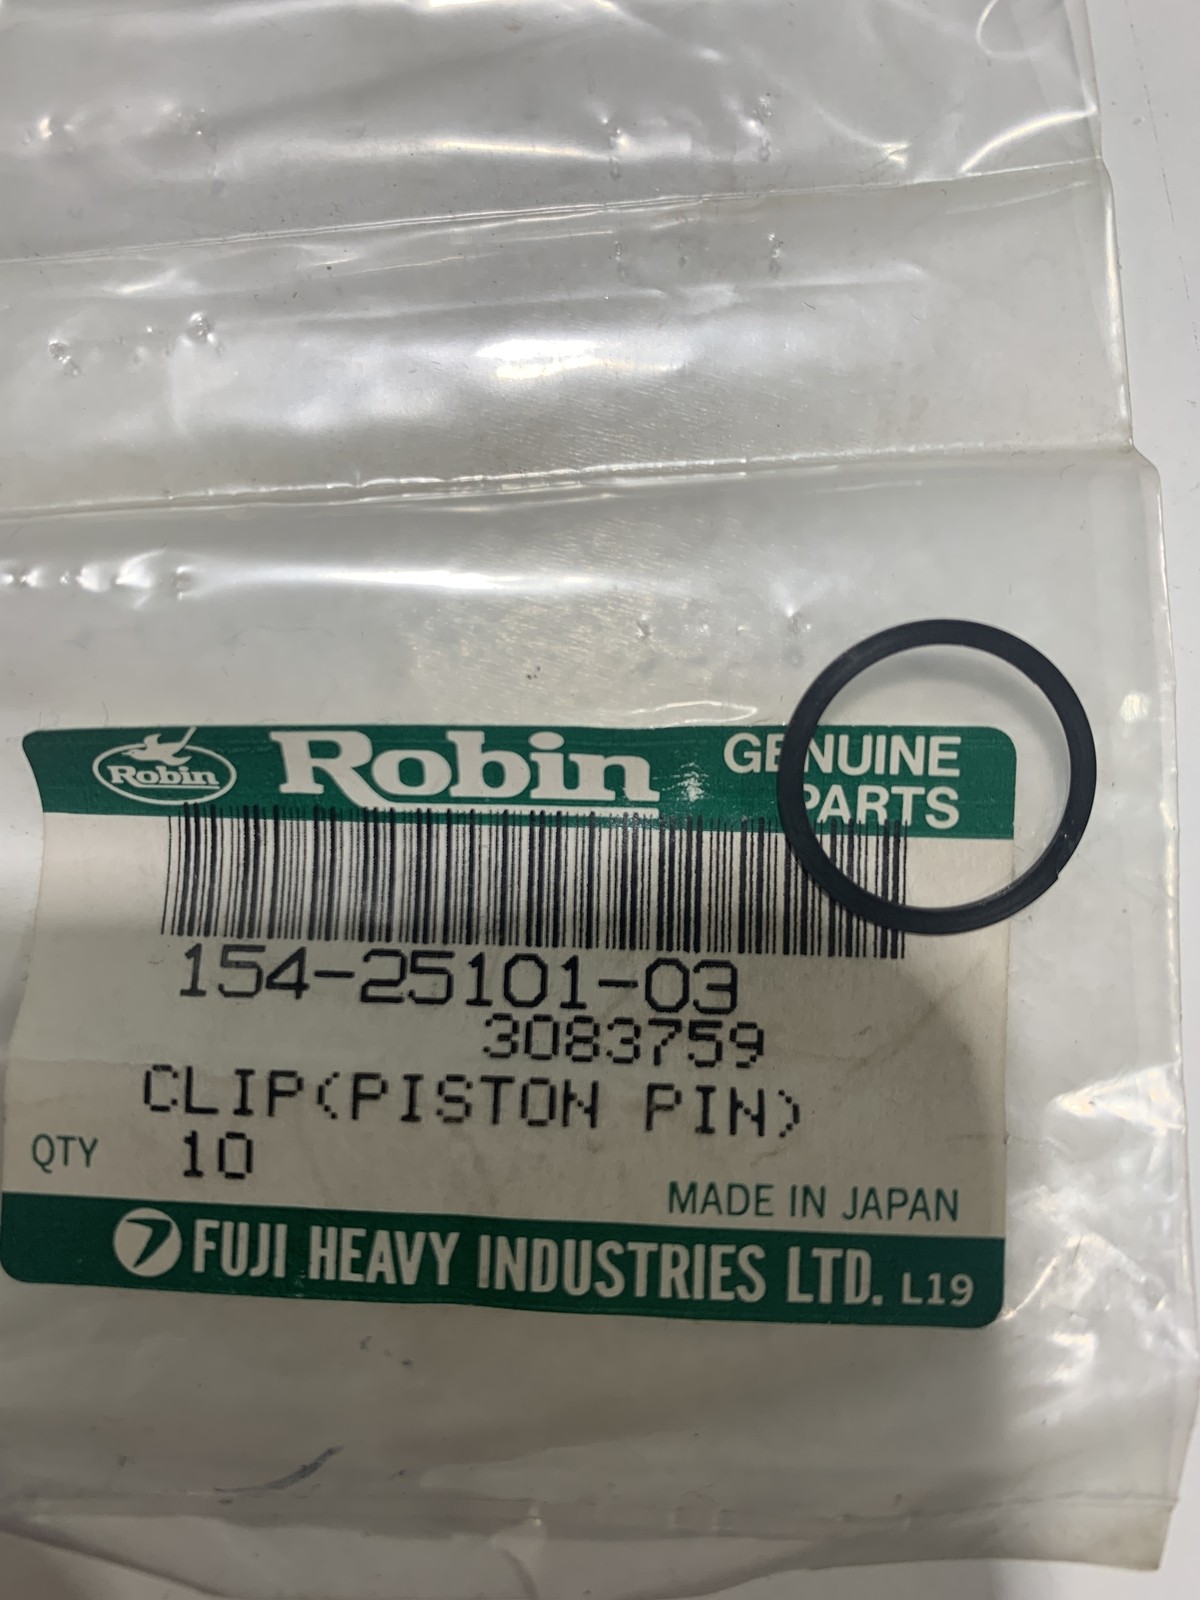 Robin
Robin
GENUINE
PARTS
154-25101-03
3083759
CLIP(PISTON PIN)
QTY 10
MADE IN JAPAN
FUJI HEAVY INDUSTRIES LTD. L19